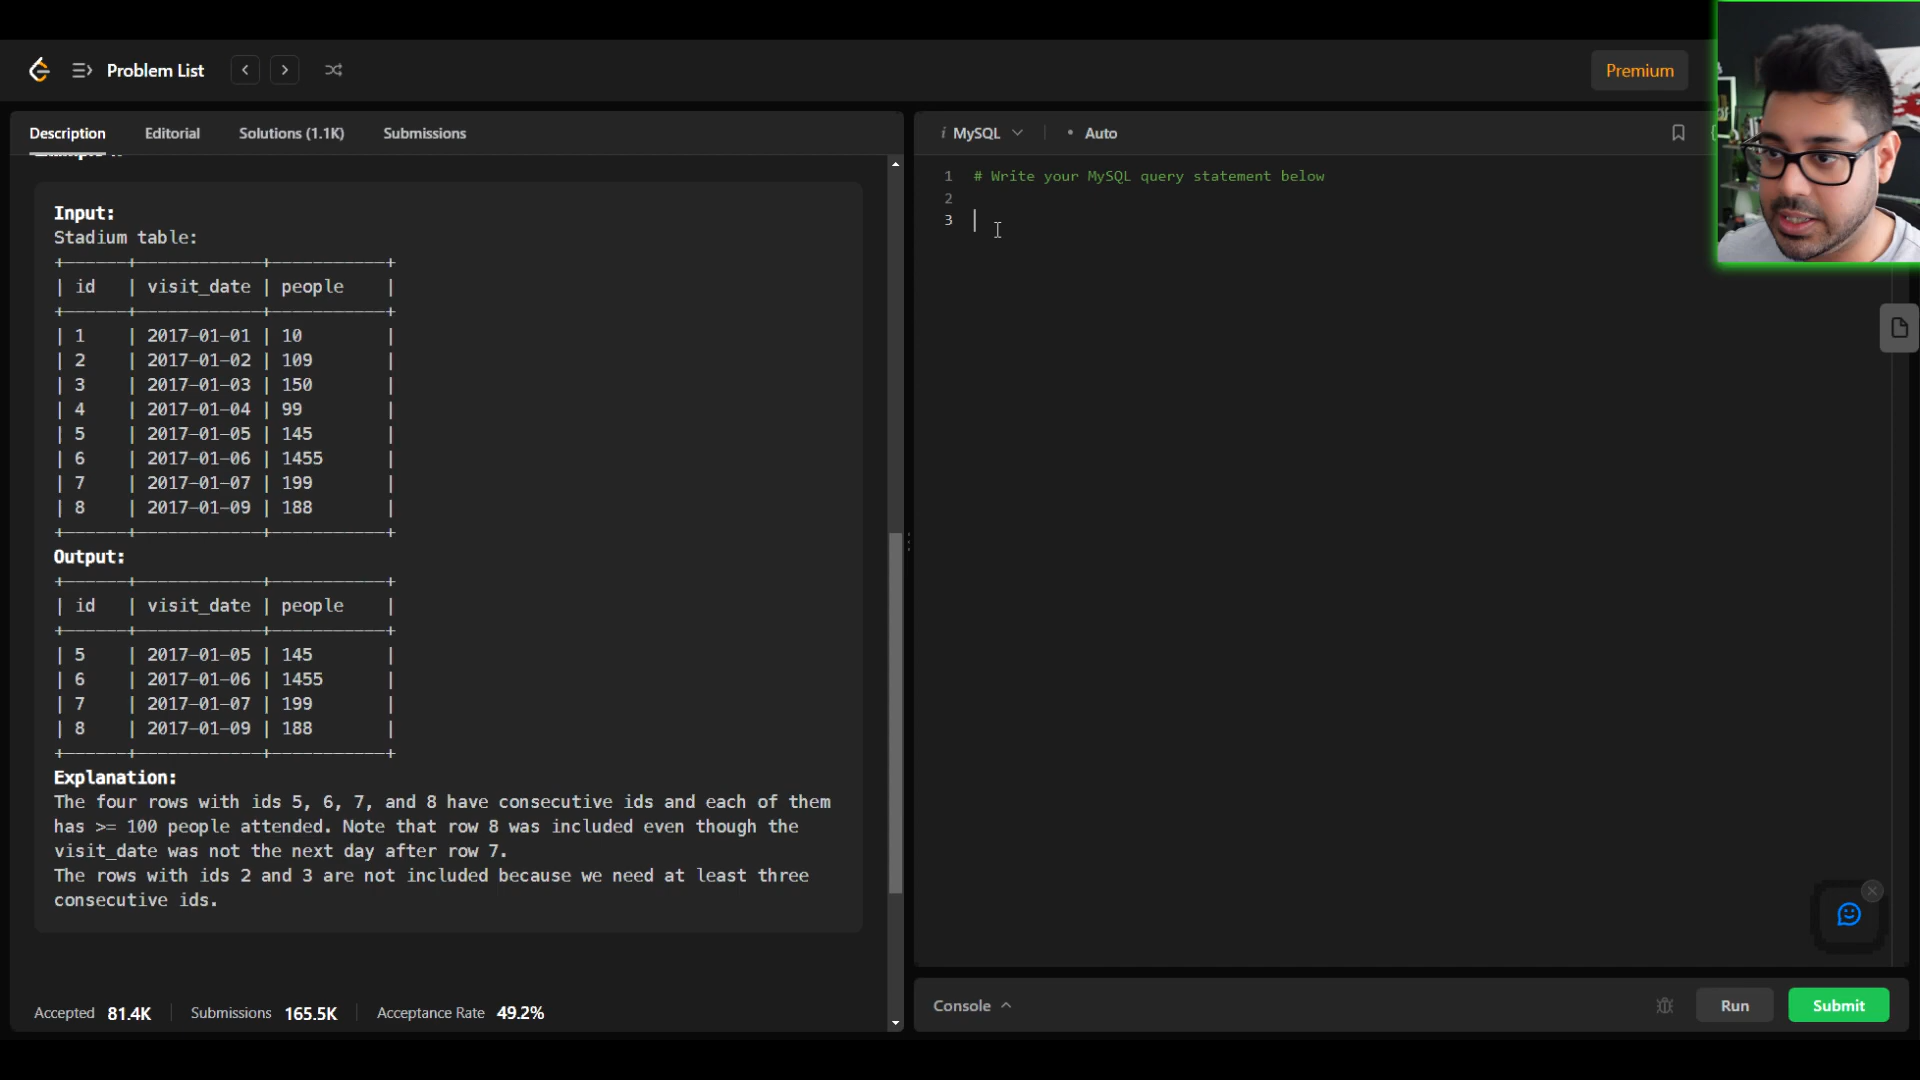 Problem List
Premium
Description
Editorial
Solutions (1.1K)
Submissions
Input:
Stadium table:
+------+------------+-----------+
| id   | visit_date | people    |
+------+------------+-----------+
| 1    | 2017-01-01 | 10        |
| 2    | 2017-01-02 | 109       |
| 3    | 2017-01-03 | 150       |
| 4    | 2017-01-04 | 99        |
| 5    | 2017-01-05 | 145       |
| 6    | 2017-01-06 | 1455      |
| 7    | 2017-01-07 | 199       |
| 8    | 2017-01-09 | 188       |
+------+------------+-----------+
Output:
+------+------------+-----------+
| id   | visit_date | people    |
+------+------------+-----------+
| 5    | 2017-01-05 | 145       |
| 6    | 2017-01-06 | 1455      |
| 7    | 2017-01-07 | 199       |
| 8    | 2017-01-09 | 188       |
+------+------------+-----------+
Explanation:
The four rows with ids 5, 6, 7, and 8 have consecutive ids and each of them
has >= 100 people attended. Note that row 8 was included even though the
visit_date was not the next day after row 7.
The rows with ids 2 and 3 are not included because we need at least three
consecutive ids.
Accepted 81.4K
Submissions 165.5K
Acceptance Rate 49.2%
i MySQL
• Auto
1 # Write your MySQL query statement below
2
3
Console
Run
Submit